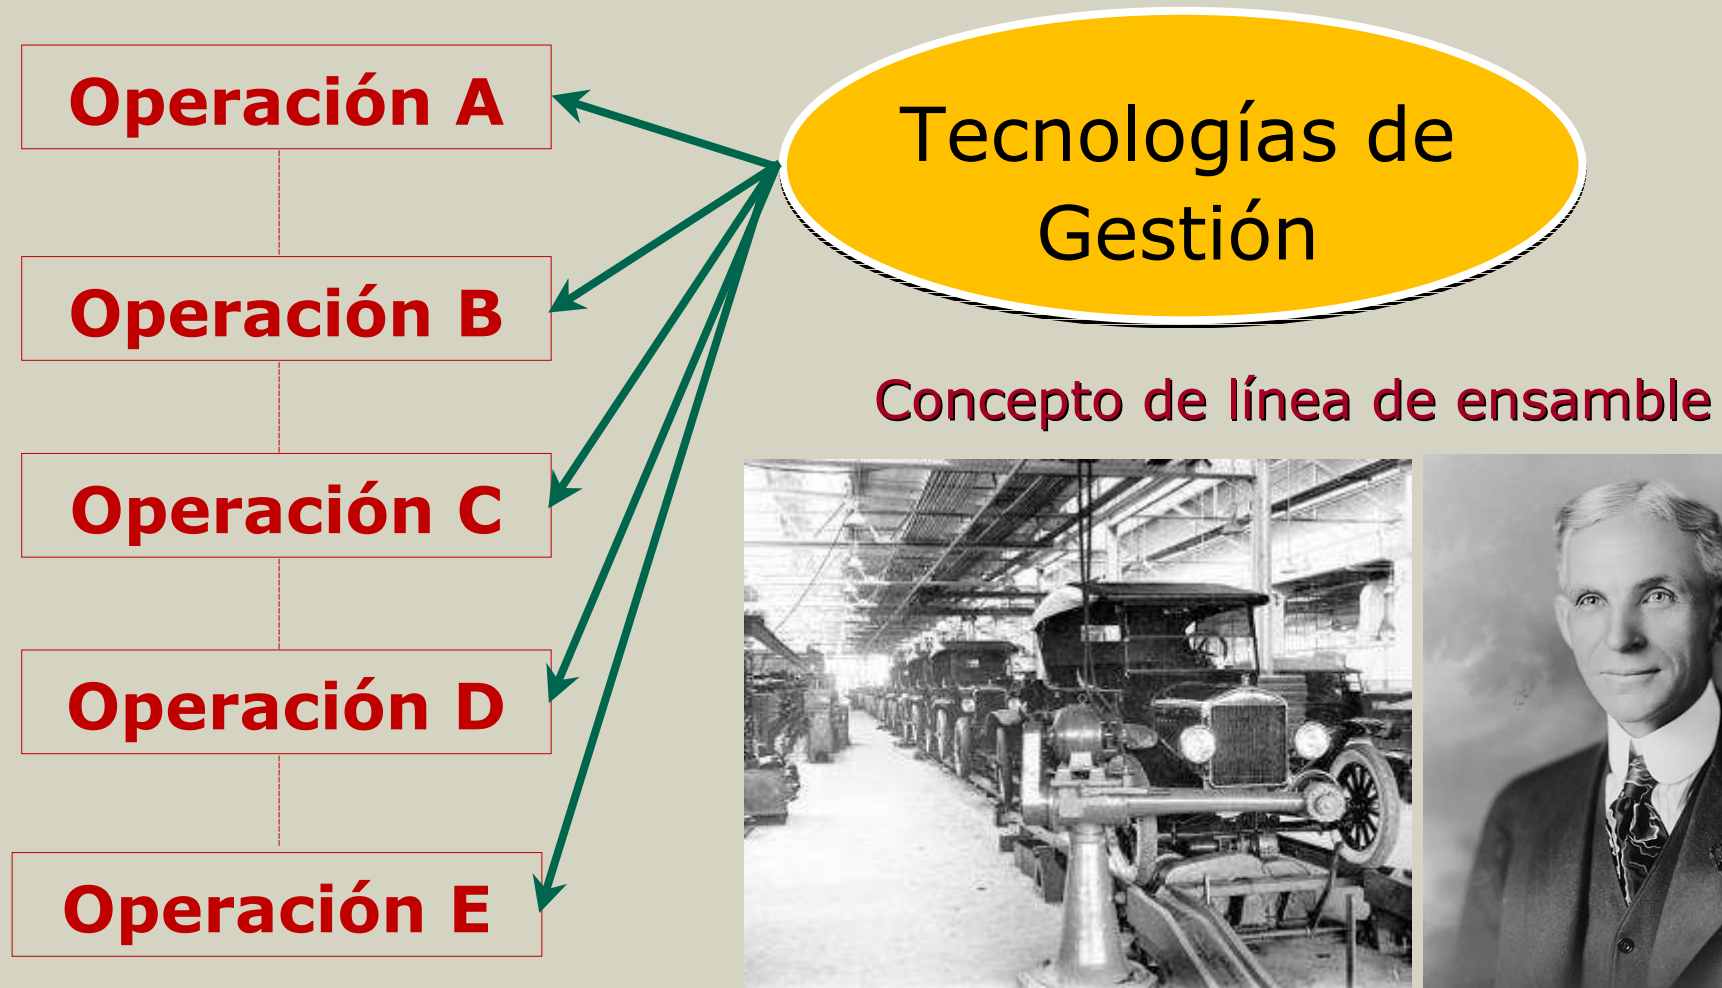 Operación A
Operación B
Operación C
Operación D
Operación E
Tecnologías de
Gestión
Concepto de línea de ensamble